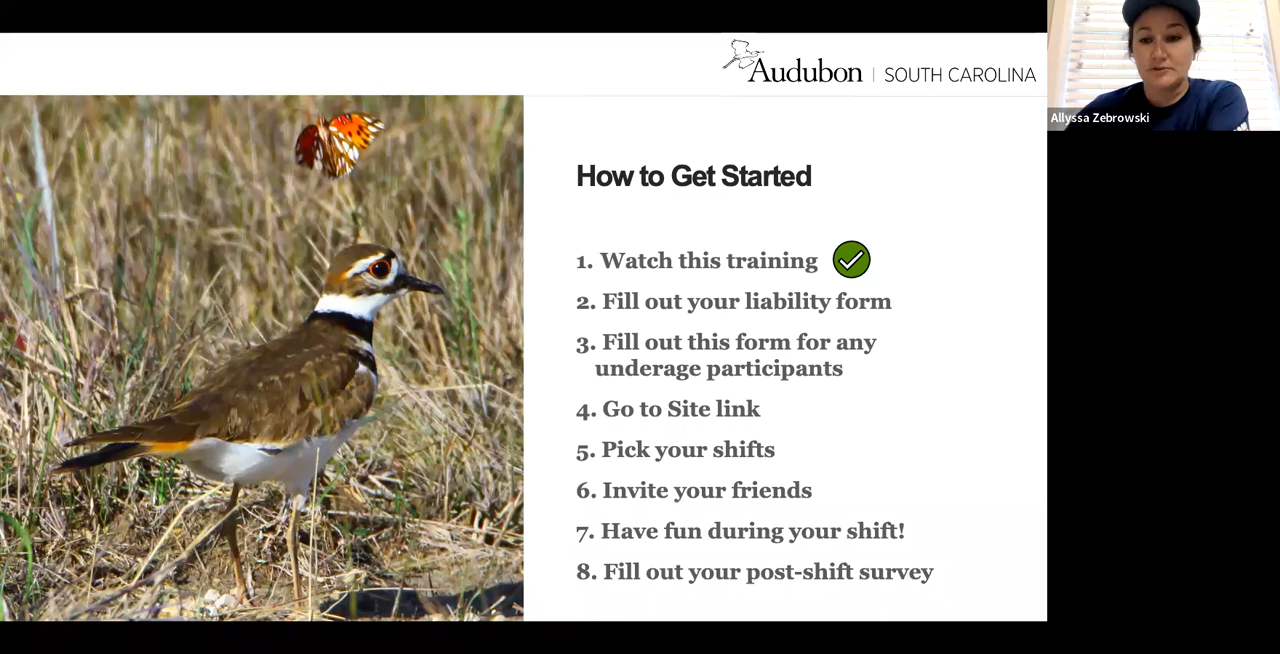 Audubon | SOUTH CAROLINA
Allyssa Zebrowski
How to Get Started
1. Watch this training
2. Fill out your liability form
3. Fill out this form for any
underage participants
4. Go to Site link
5. Pick your shifts
6. Invite your friends
7. Have fun during your shift!
8. Fill out your post-shift survey